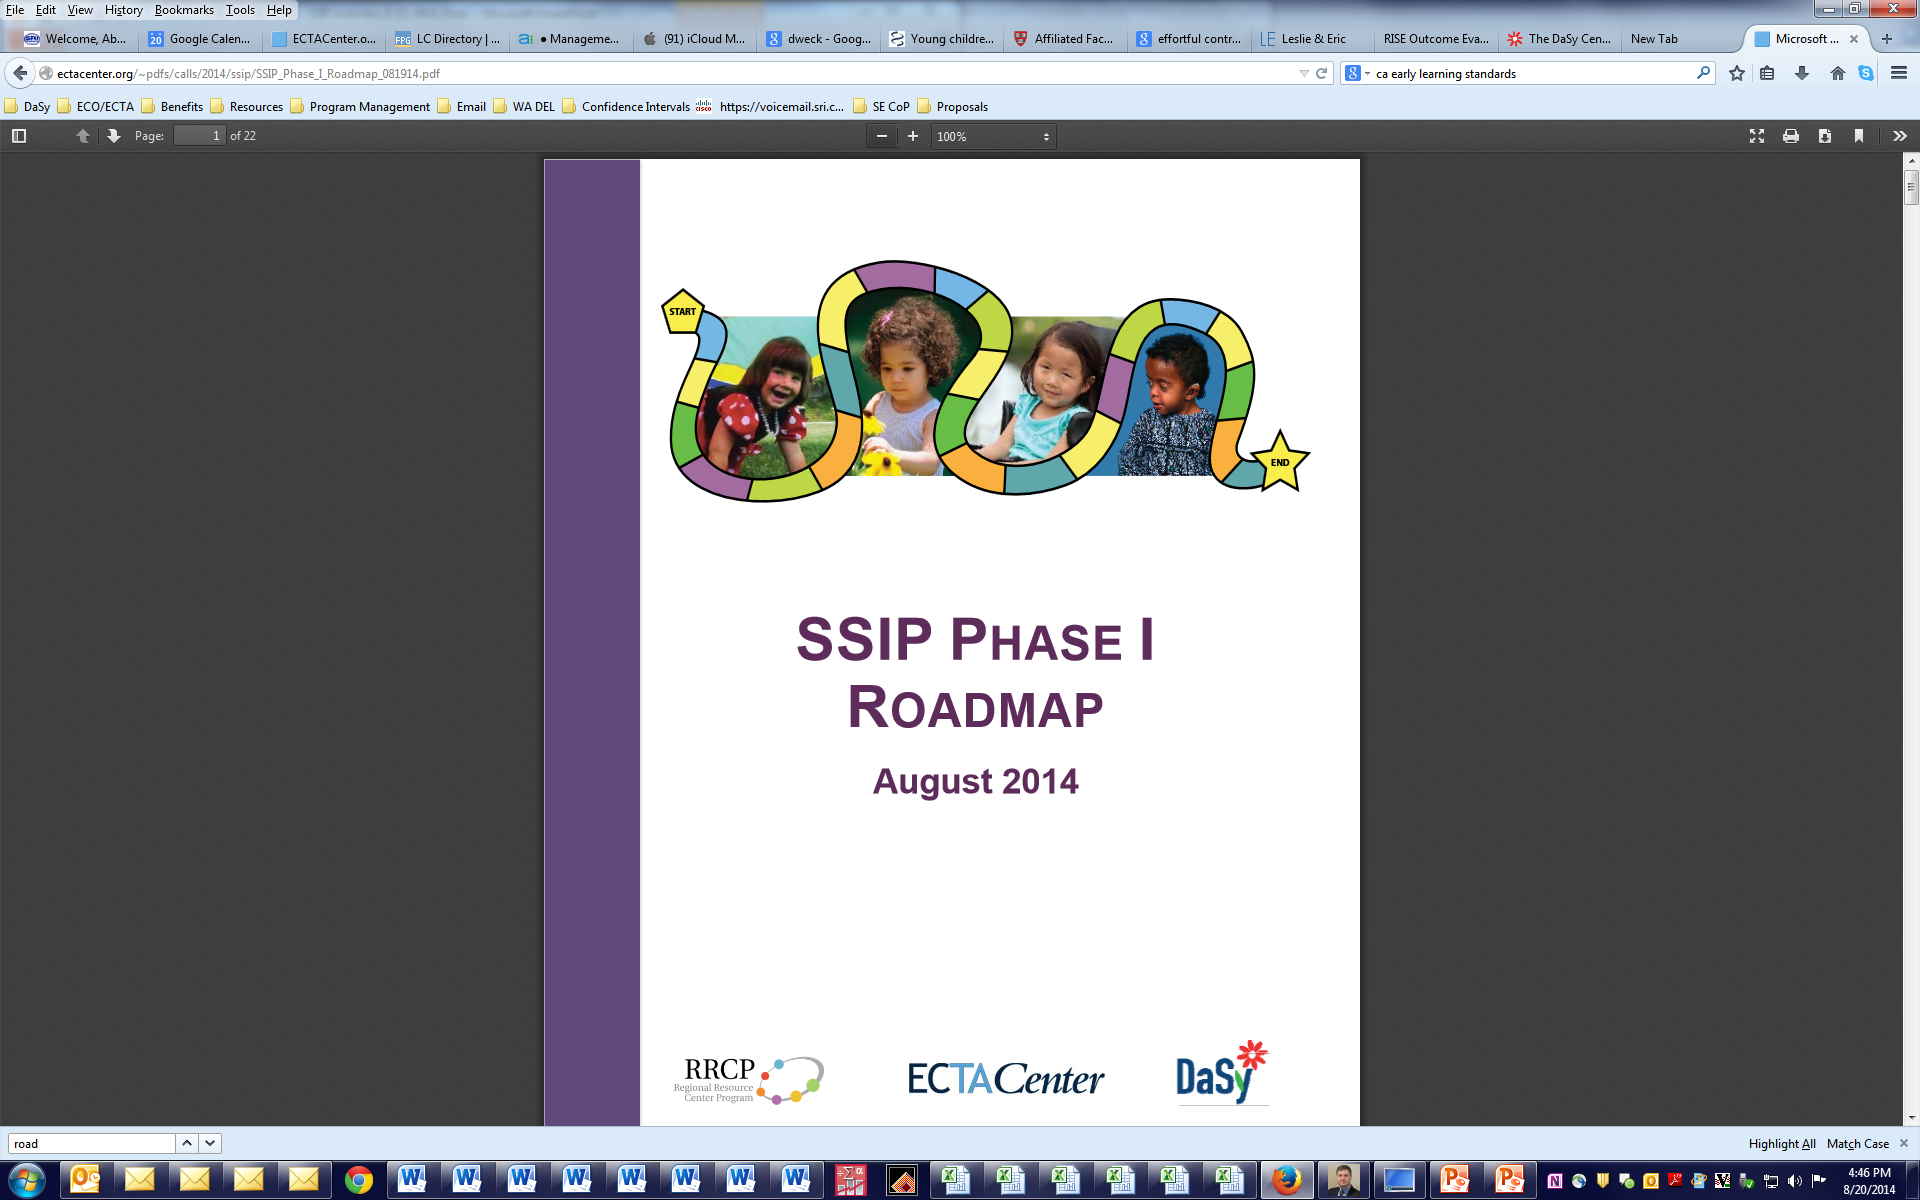 File Edit View History Bookmarks Tools Help
Welcome, Ab... Google Calen... ECTACenter.o... LC Directory | ... ● Manageme... (91) iCloud M... dweck - Goog... Young childre... Affiliated Fac... effortful contr... Leslie & Eric RISE Outcome Eva... The DaSy Cen... New Tab Microsoft ...
ectacenter.org/~pdfs/calls/2014/ssip/SSIP_Phase_I_Roadmap_081914.pdf ca early learning standards
DaSy ECO/ECTA Benefits Resources Program Management Email WA DEL Confidence Intervals https://voicemail.sri.c... SE CoP Proposals
Page: 1 of 22 100%
START
END
SSIP PHASE I
ROADMAP
August 2014
RRCP
Regional Resource
Center Program
ECTACenter
DaSy
road Highlight All Match Case
4:46 PM
8/20/2014